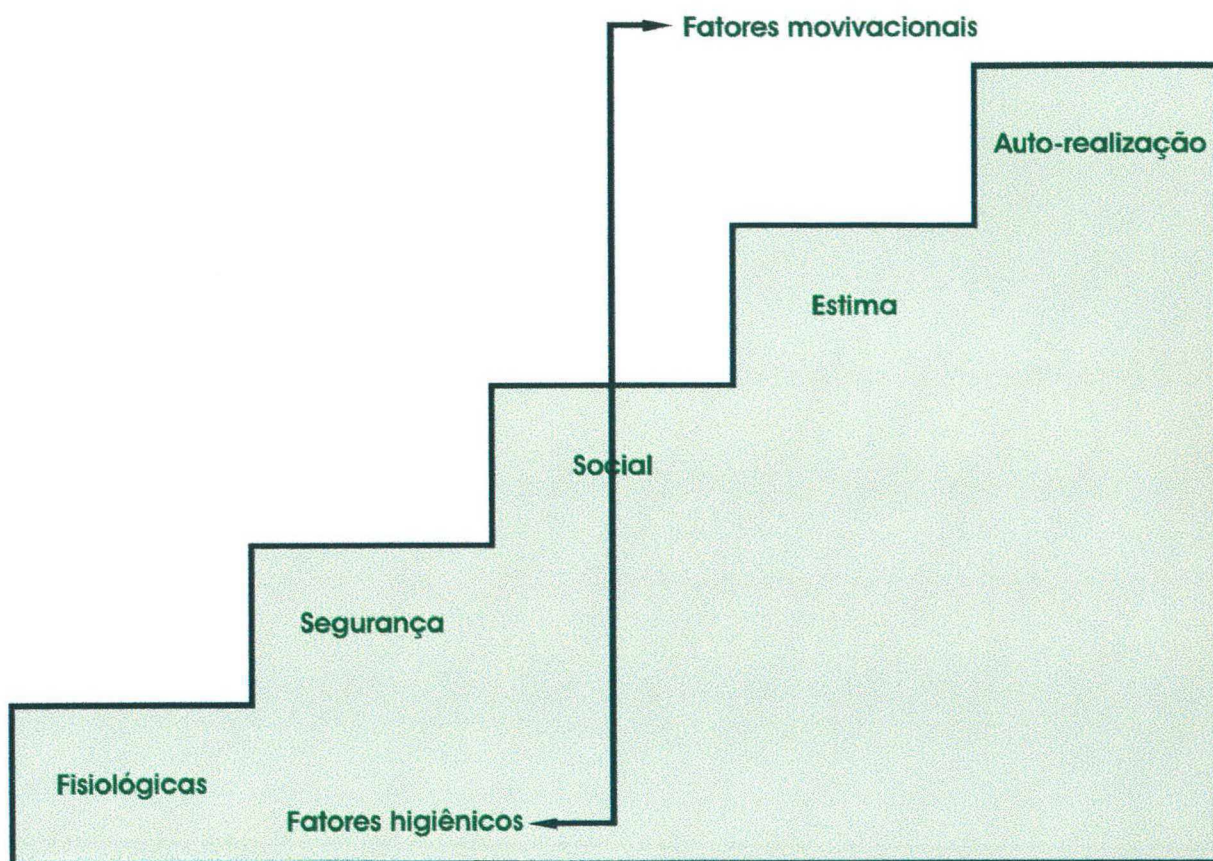 Fatores movivacionais
Auto-realização
Estima
Social
Segurança
Fisiológicas
Fatores higiênicos